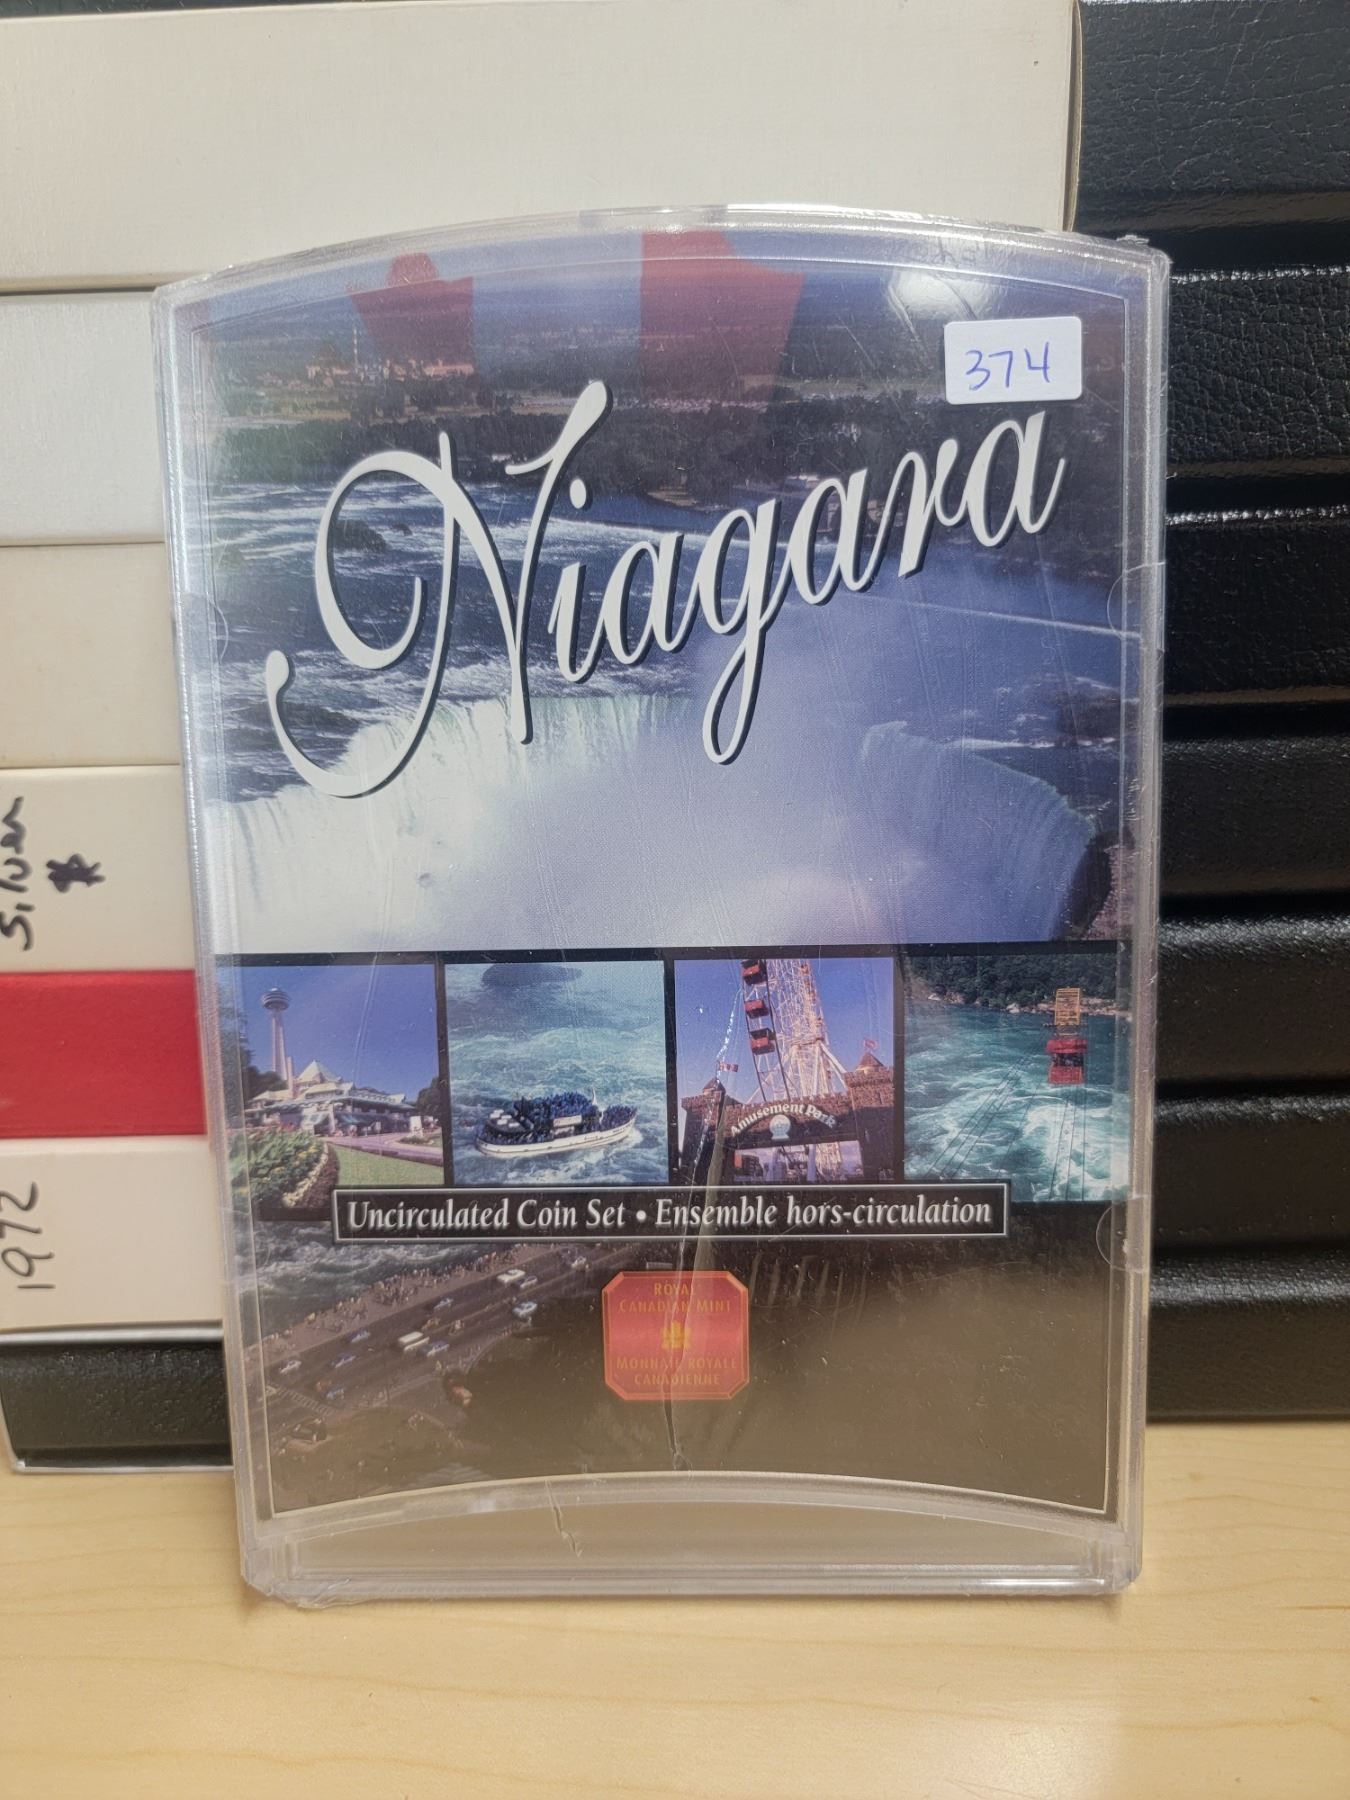 374
Niagara
Amusement Park
Uncirculated Coin Set • Ensemble hors-circulation
ROYAL
CANADIAN MINT
MONNAIE ROYALE
CANADIENNE
Silver
*
1972